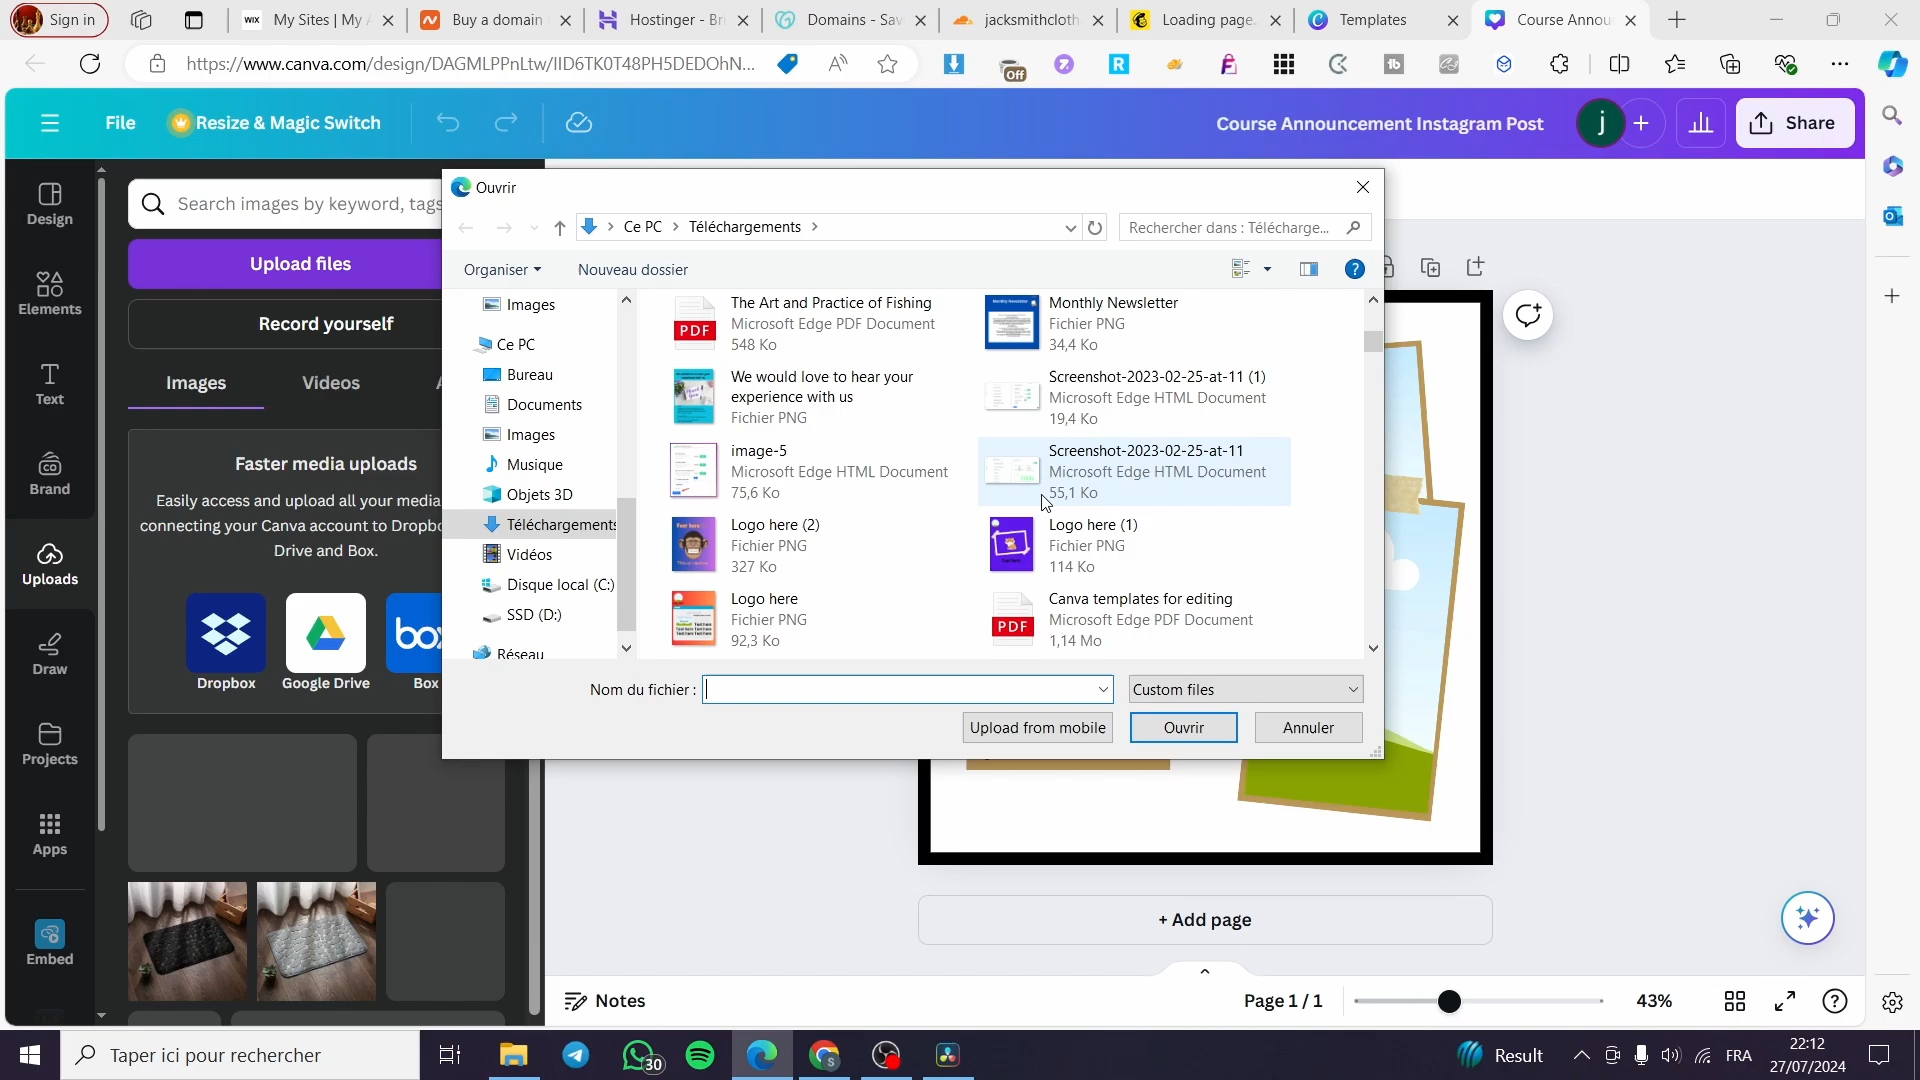 Sign in
My Sites | My A
Buy a domain
Hostinger - Br
Domains - Sav
jacksmithcloth
Loading page.
Templates
Course Annou
https://www.canva.com/design/DAGMLPPnLtw/IID6TK0T48PH5DEDOhN...
Off
File
Resize & Magic Switch
Course Announcement Instagram Post
j
Share
Design
Elements
Text
Brand
Uploads
Draw
Projects
Apps
Embed
Search images by keyword, tags
Upload files
Record yourself
Images
Videos
Faster media uploads
Easily access and upload all your media
connecting your Canva account to Dropbo
Drive and Box.
Dropbox
Google Drive
Box
Ouvrir
Ce PC > Téléchargements >
Rechercher dans : Télécharge...
Organiser
Nouveau dossier
Images
Ce PC
Bureau
Documents
Images
Musique
Objets 3D
Téléchargements
Vidéos
Disque local (C:)
SSD (D:)
Réseau
PDF
The Art and Practice of Fishing
Microsoft Edge PDF Document
548 Ko
Monthly Newsletter
Fichier PNG
34,4 Ko
We would love to hear your
experience with us
Fichier PNG
Screenshot-2023-02-25-at-11 (1)
Microsoft Edge HTML Document
19,4 Ko
image-5
Microsoft Edge HTML Document
75,6 Ko
Screenshot-2023-02-25-at-11
Microsoft Edge HTML Document
55,1 Ko
Logo here (2)
Fichier PNG
327 Ko
Logo here (1)
Fichier PNG
114 Ko
Logo here
Fichier PNG
92,3 Ko
PDF
Canva templates for editing
Microsoft Edge PDF Document
1,14 Mo
Nom du fichier :
Custom files
Upload from mobile
Ouvrir
Annuler
+ Add page
Notes
Page 1 / 1
43%
Taper ici pour rechercher
30
Result
FRA
22:12
27/07/2024